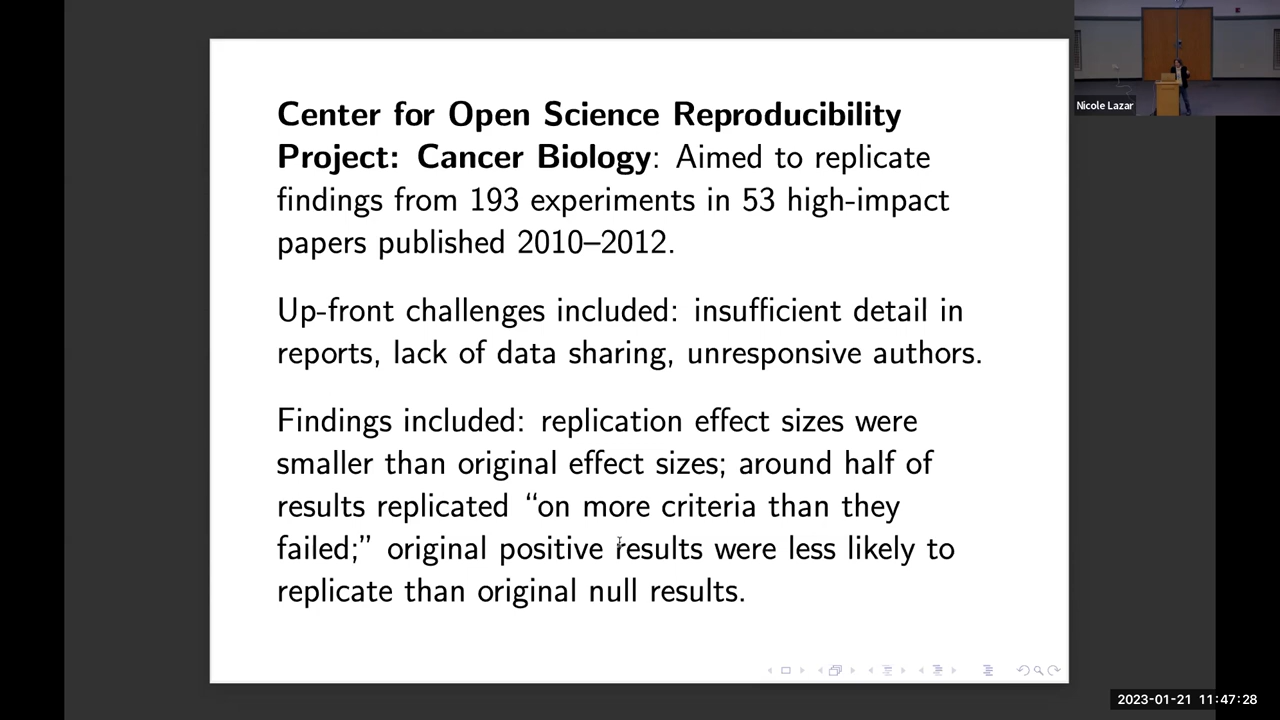 Center for Open Science Reproducibility
Project: Cancer Biology: Aimed to replicate
findings from 193 experiments in 53 high-impact
papers published 2010–2012.
Up-front challenges included: insufficient detail in
reports, lack of data sharing, unresponsive authors.
Findings included: replication effect sizes were
smaller than original effect sizes; around half of
results replicated “on more criteria than they
failed;” original positive results were less likely to
replicate than original null results.
Nicole Lazar
2023-01-21 11:47:28